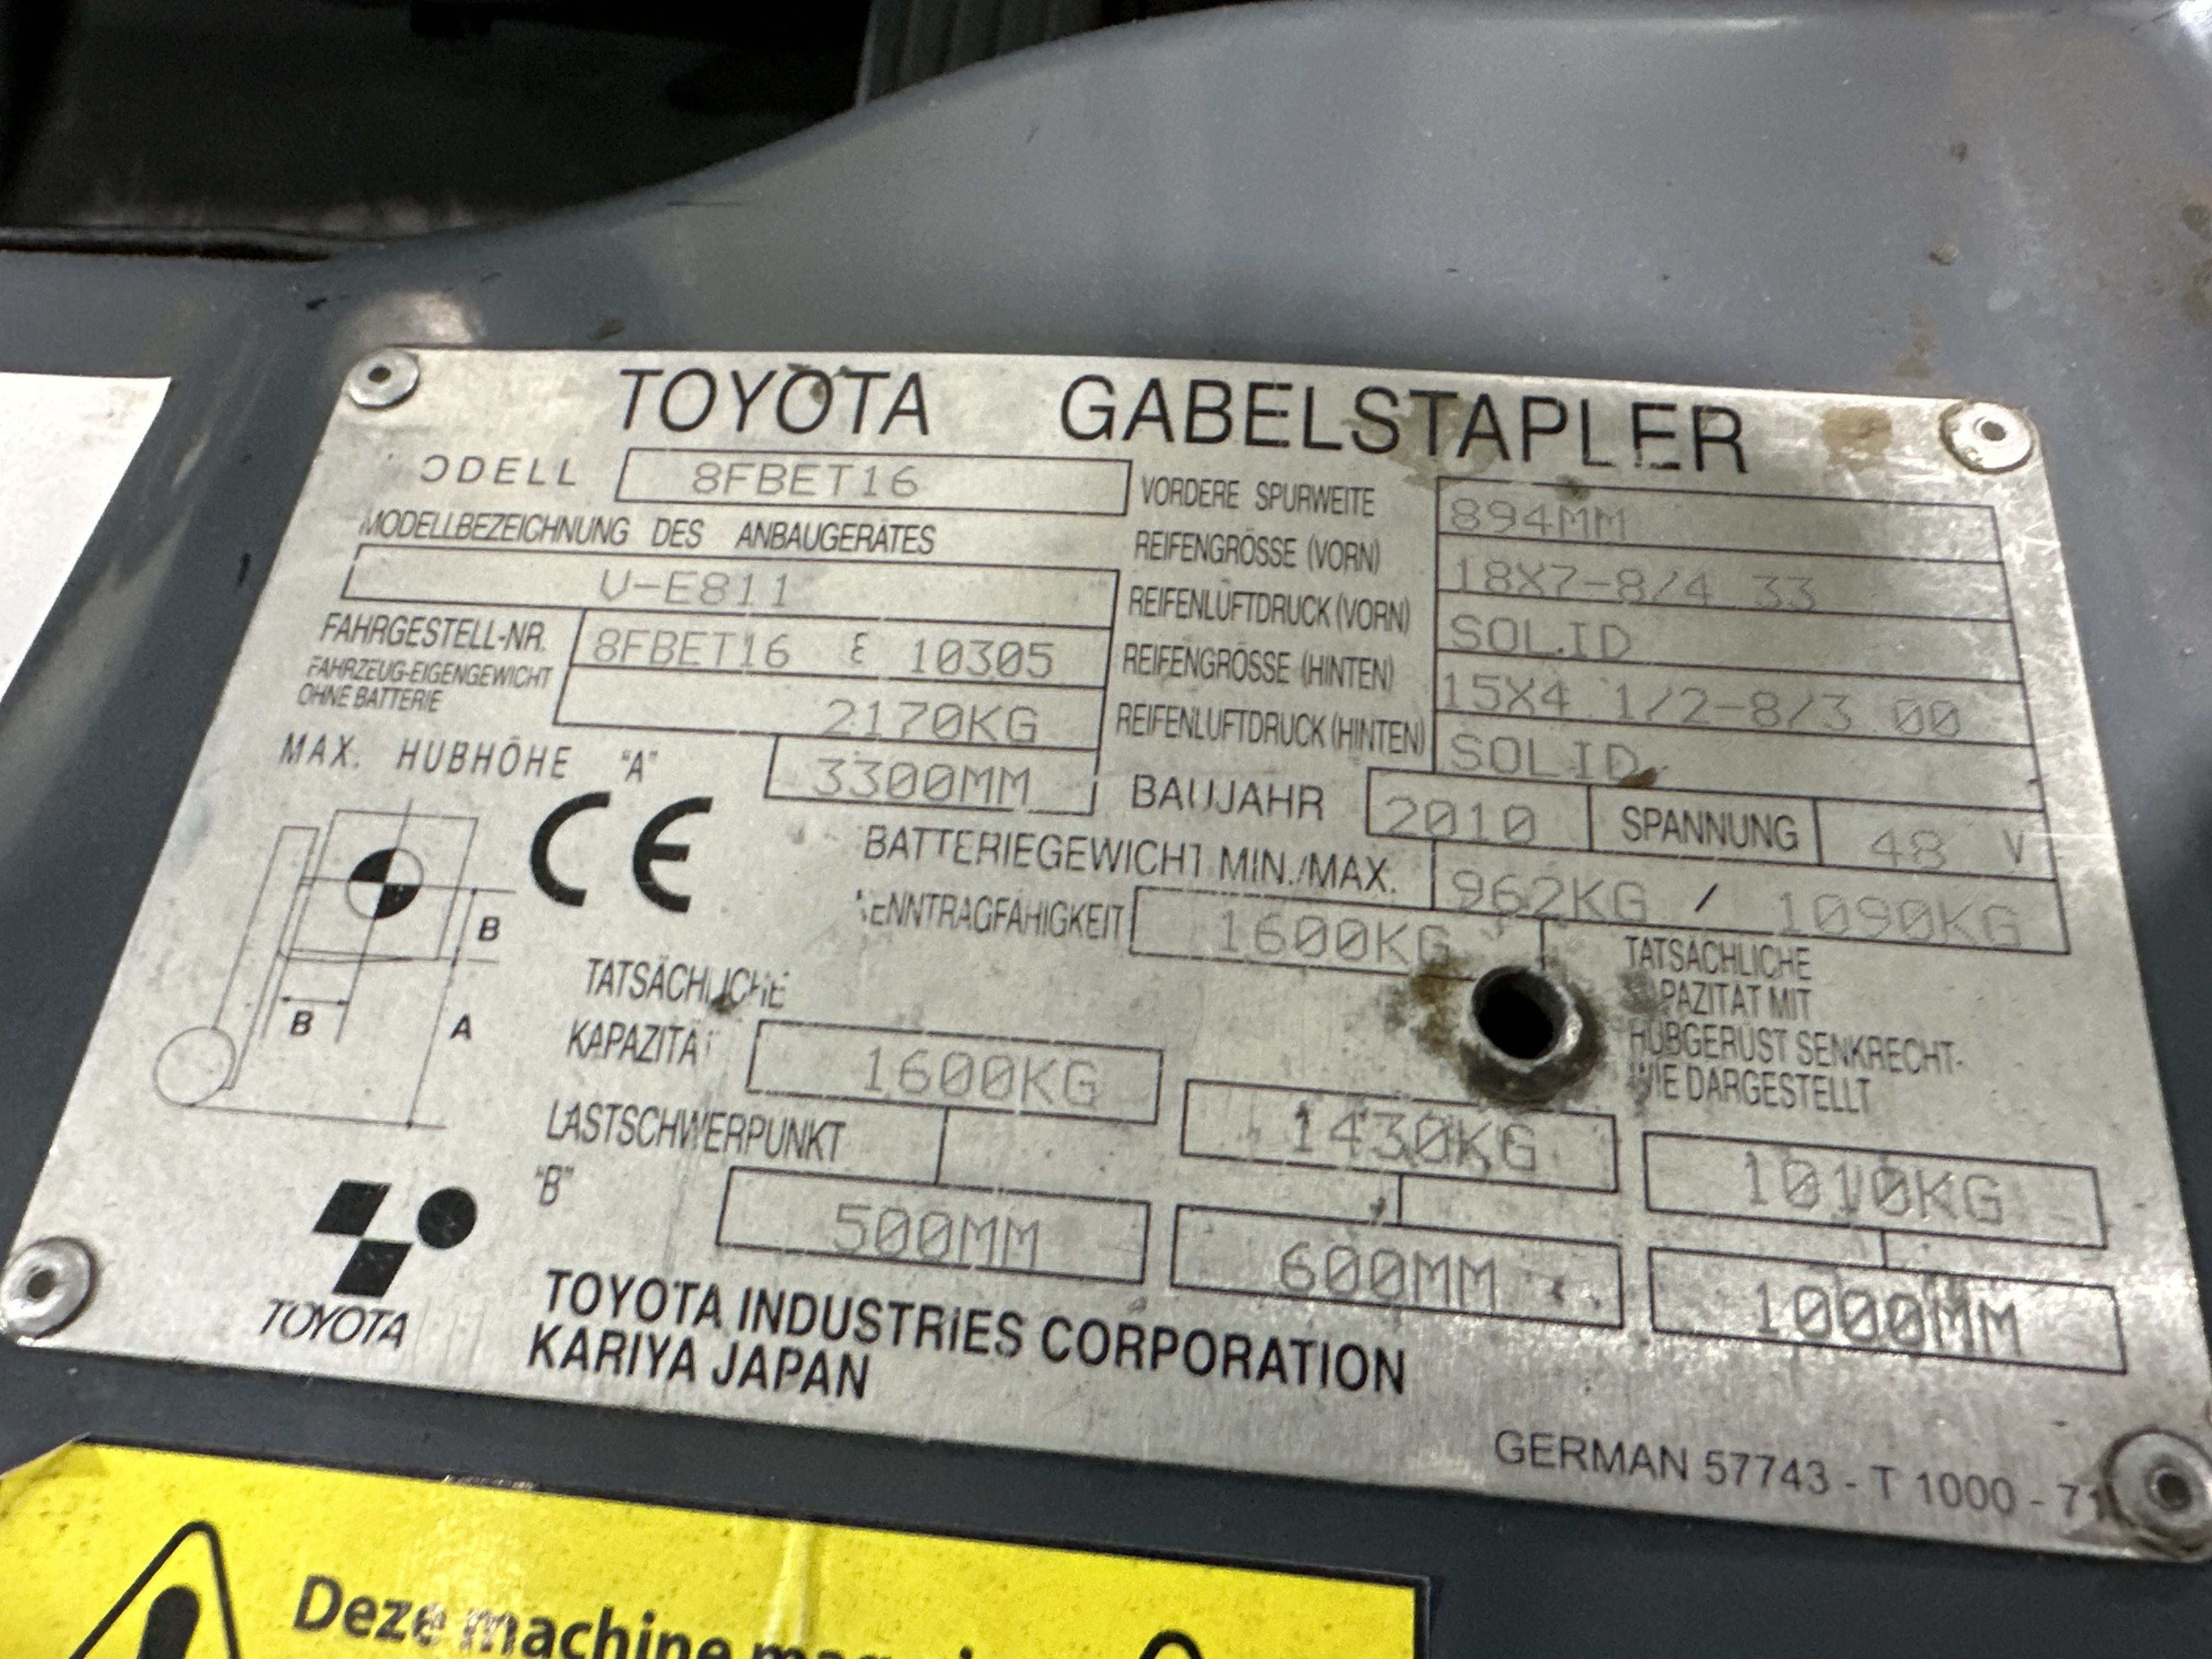 TOYOTA GABELSTAPLER
ODELL 8FBET16
MODELLBEZEICHNUNG DES ANBAUGERÄTES
V-E811
FAHRGESTELL-NR. 8FBET16 E 10305
FAHRZEUG-EIGENGEWICHT
OHNE BATTERIE 2170KG
MAX. HUBHÖHE "A" 3300MM
VORDERE SPURWEITE 894MM
REIFENGRÖSSE (VORN) 18X7-8/4 33
REIFENLUFTDRUCK (VORN) SOLID
REIFENGRÖSSE (HINTEN) 15X4 1/2-8/3 00
REIFENLUFTDRUCK (HINTEN) SOLID
BAUJAHR 2010 SPANNUNG 48 V
BATTERIEGEWICHT MIN./MAX. 962KG / 1090KG
NENNTRAGFÄHIGKEIT 1600KG
CE
B
B
A
TATSÄCHLICHE
KAPAZITÄT 1600KG 1430KG 1010KG
TATSÄCHLICHE
KAPAZITÄT MIT
HUBGERÜST SENKRECHT-
WIE DARGESTELLT
LASTSCHWERPUNKT
"B" 500MM 600MM 1000MM
TOYOTA
TOYOTA INDUSTRIES CORPORATION
KARIYA JAPAN
GERMAN 57743 - T 1000 - 71
Deze machine mag